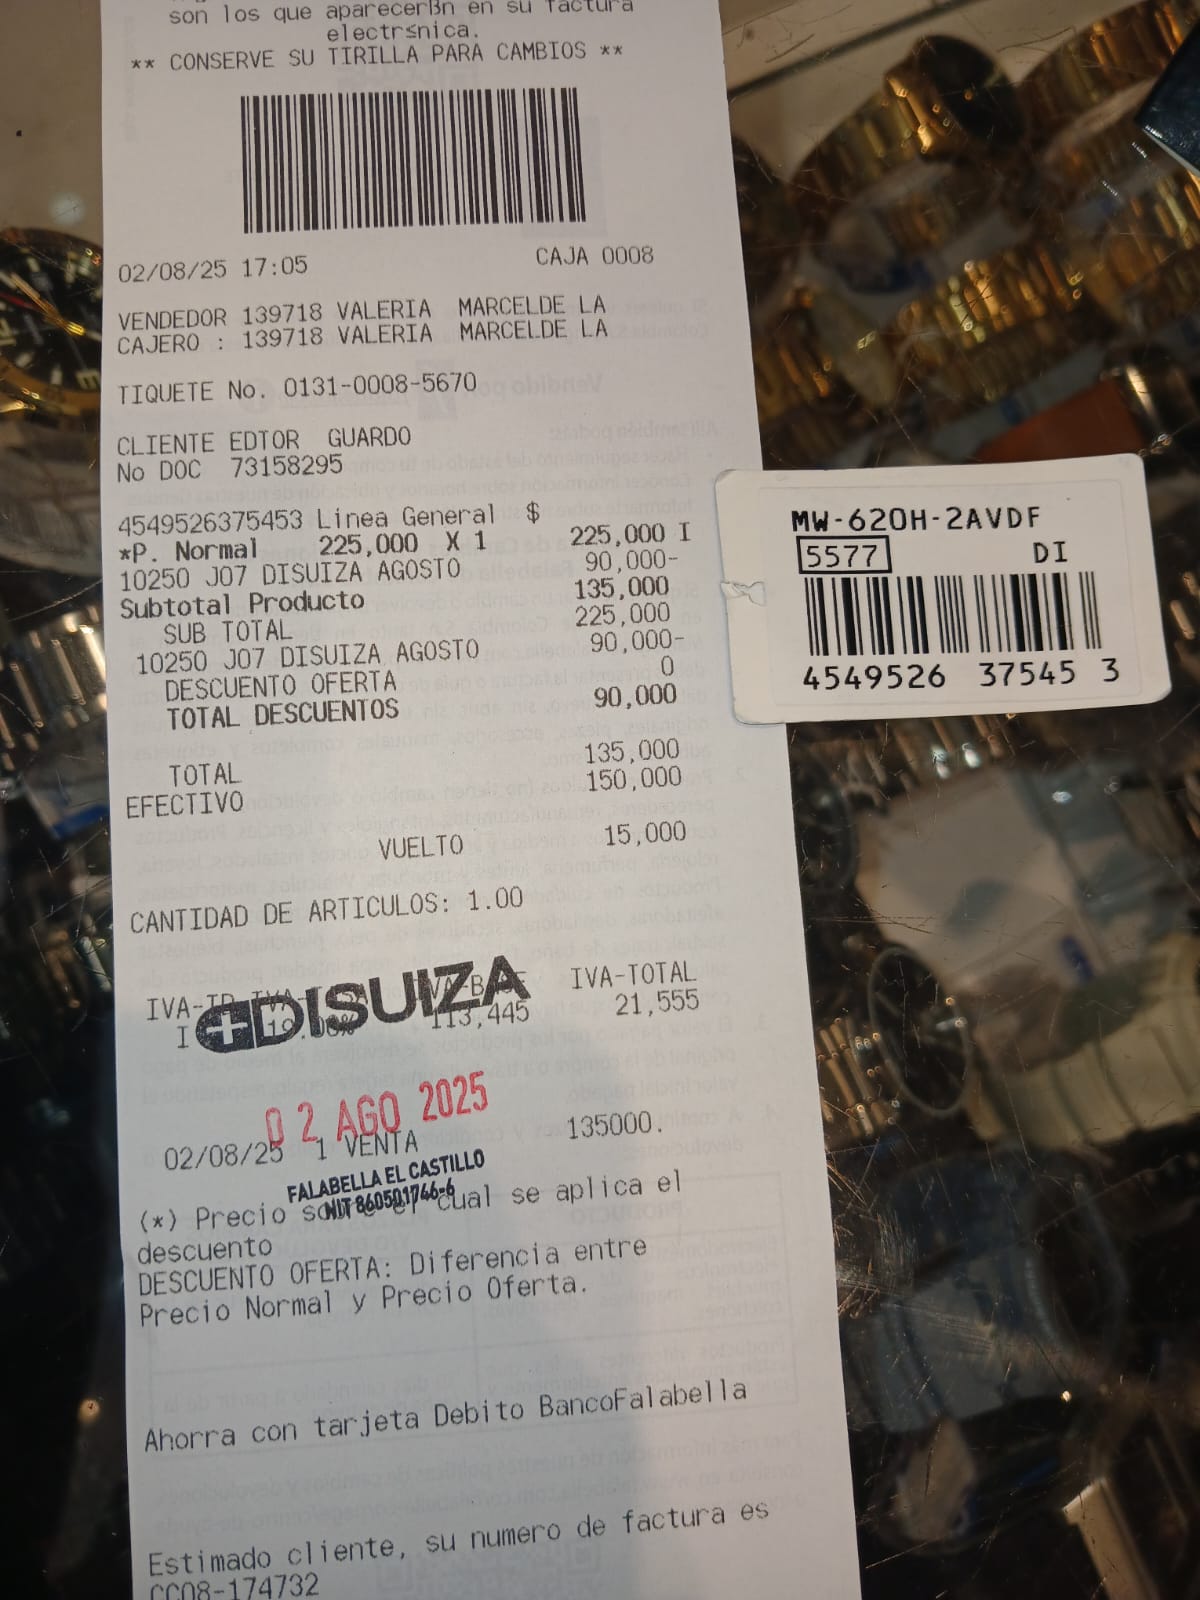 son los que aparecerßn en su factura
electr≤nica.
** CONSERVE SU TIRILLA PARA CAMBIOS **
02/08/25 17:05 CAJA 0008
VENDEDOR 139718 VALERIA MARCELDE LA
CAJERO : 139718 VALERIA MARCELDE LA
TIQUETE No. 0131-0008-5670
CLIENTE EDTOR GUARDO
No DOC 73158295
4549526375453 Linea General $
*P. Normal 225,000 X 1 225,000 I
10250 J07 DISUIZA AGOSTO 90,000-
Subtotal Producto 135,000
SUB TOTAL 225,000
10250 J07 DISUIZA AGOSTO 90,000-
DESCUENTO OFERTA 0
TOTAL DESCUENTOS 90,000
TOTAL 135,000
EFECTIVO 150,000
VUELTO 15,000
CANTIDAD DE ARTICULOS: 1.00
IVA-TOTAL
I 113,445 21,555
DISUIZA
02 AGO 2025
02/08/25 1 VENTA 135000.
FALABELLA EL CASTILLO
NIT 860501746-6
(*) Precio cual se aplica el
descuento
DESCUENTO OFERTA: Diferencia entre
Precio Normal y Precio Oferta.
Ahorra con tarjeta Debito BancoFalabella
Estimado cliente, su numero de factura es
CC08-174732
MW-620H-2AVDF
5577 DI
4549526 37545 3